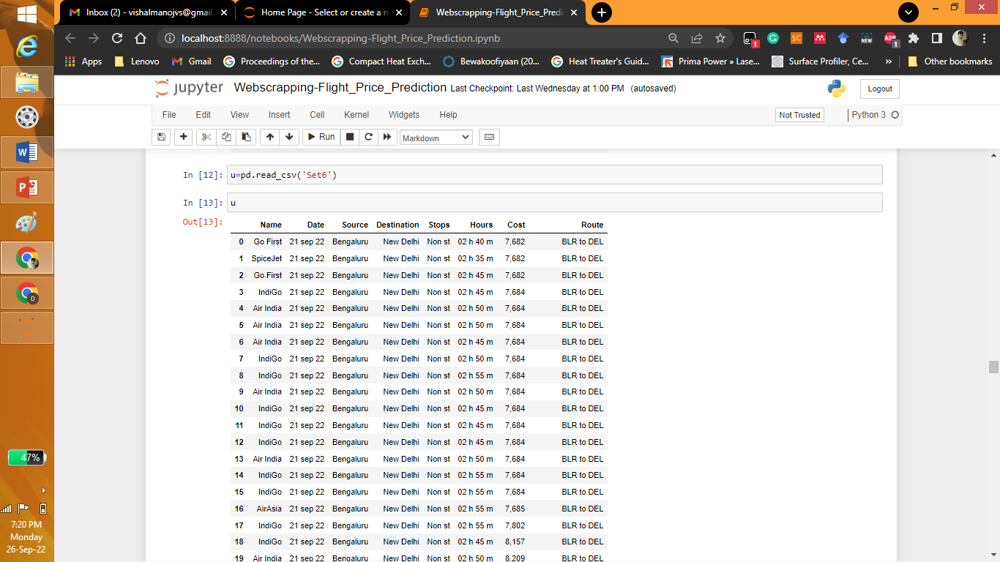 Inbox (2) - vishalmanojvs@gmail. Home Page - Select or create a n Webscrapping-Flight_Price_Predi
localhost:8888/notebooks/Webscrapping-Flight_Price_Prediction.ipynb
SC NEW ABP 1 1
Apps Lenovo Gmail Proceedings of the... Compact Heat Exch... Bewakoofiyaan (20... Heat Treater's Guid... Prima Power » Lase... Surface Profiler, Ce... » Other bookmarks
jupyter Webscrapping-Flight_Price_Prediction Last Checkpoint: Last Wednesday at 1:00 PM (autosaved) Logout
File Edit View Insert Cell Kernel Widgets Help Not Trusted Python 3
Run Markdown
In [12]: u=pd.read_csv('Set6')
In [13]: u
Out[13]:
Name Date Source Destination Stops Hours Cost Route
0 Go First 21 sep 22 Bengaluru New Delhi Non st 02 h 40 m 7,682 BLR to DEL
1 SpiceJet 21 sep 22 Bengaluru New Delhi Non st 02 h 35 m 7,682 BLR to DEL
2 Go First 21 sep 22 Bengaluru New Delhi Non st 02 h 45 m 7,682 BLR to DEL
3 IndiGo 21 sep 22 Bengaluru New Delhi Non st 02 h 45 m 7,684 BLR to DEL
4 Air India 21 sep 22 Bengaluru New Delhi Non st 02 h 50 m 7,684 BLR to DEL
5 Air India 21 sep 22 Bengaluru New Delhi Non st 02 h 50 m 7,684 BLR to DEL
6 Air India 21 sep 22 Bengaluru New Delhi Non st 02 h 45 m 7,684 BLR to DEL
7 IndiGo 21 sep 22 Bengaluru New Delhi Non st 02 h 50 m 7,684 BLR to DEL
8 IndiGo 21 sep 22 Bengaluru New Delhi Non st 02 h 55 m 7,684 BLR to DEL
9 Air India 21 sep 22 Bengaluru New Delhi Non st 02 h 50 m 7,684 BLR to DEL
10 IndiGo 21 sep 22 Bengaluru New Delhi Non st 02 h 45 m 7,684 BLR to DEL
11 IndiGo 21 sep 22 Bengaluru New Delhi Non st 02 h 45 m 7,684 BLR to DEL
12 IndiGo 21 sep 22 Bengaluru New Delhi Non st 02 h 45 m 7,684 BLR to DEL
13 Air India 21 sep 22 Bengaluru New Delhi Non st 02 h 50 m 7,684 BLR to DEL
14 IndiGo 21 sep 22 Bengaluru New Delhi Non st 02 h 55 m 7,684 BLR to DEL
15 IndiGo 21 sep 22 Bengaluru New Delhi Non st 02 h 55 m 7,684 BLR to DEL
16 AirAsia 21 sep 22 Bengaluru New Delhi Non st 02 h 55 m 7,685 BLR to DEL
17 IndiGo 21 sep 22 Bengaluru New Delhi Non st 02 h 55 m 7,802 BLR to DEL
18 IndiGo 21 sep 22 Bengaluru New Delhi Non st 02 h 45 m 8,157 BLR to DEL
19 Air India 21 sep 22 Bengaluru New Delhi Non st 02 h 50 m 8,209 BLR to DEL
47%
7:20 PM
Monday
26-Sep-22